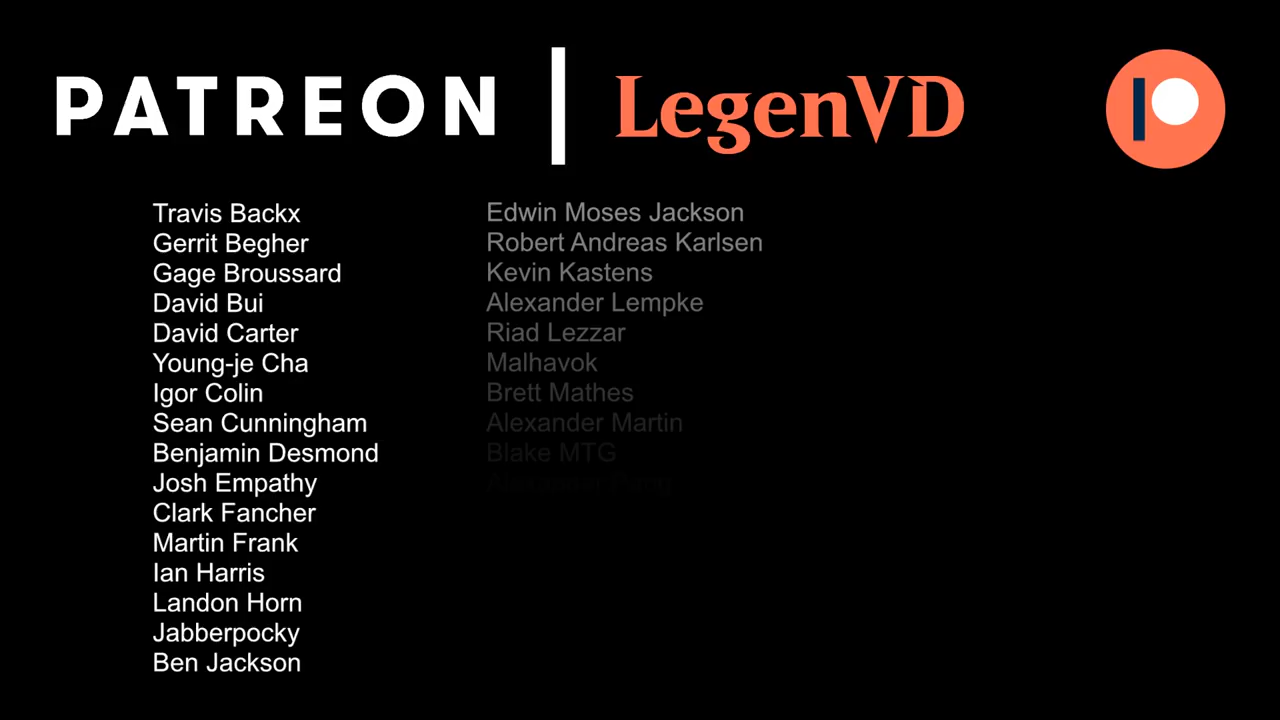 PATREON | LegenVD
Travis Backx
Gerrit Begher
Gage Broussard
David Bui
David Carter
Young-je Cha
Igor Colin
Sean Cunningham
Benjamin Desmond
Josh Empathy
Clark Fancher
Martin Frank
Ian Harris
Landon Horn
Jabberpocky
Ben Jackson
Edwin Moses Jackson
Robert Andreas Karlsen
Kevin Kastens
Alexander Lempke
Riad Lezzar
Malhavok
Brett Mathes
Alexander Martin
Blake MTG
Alexander